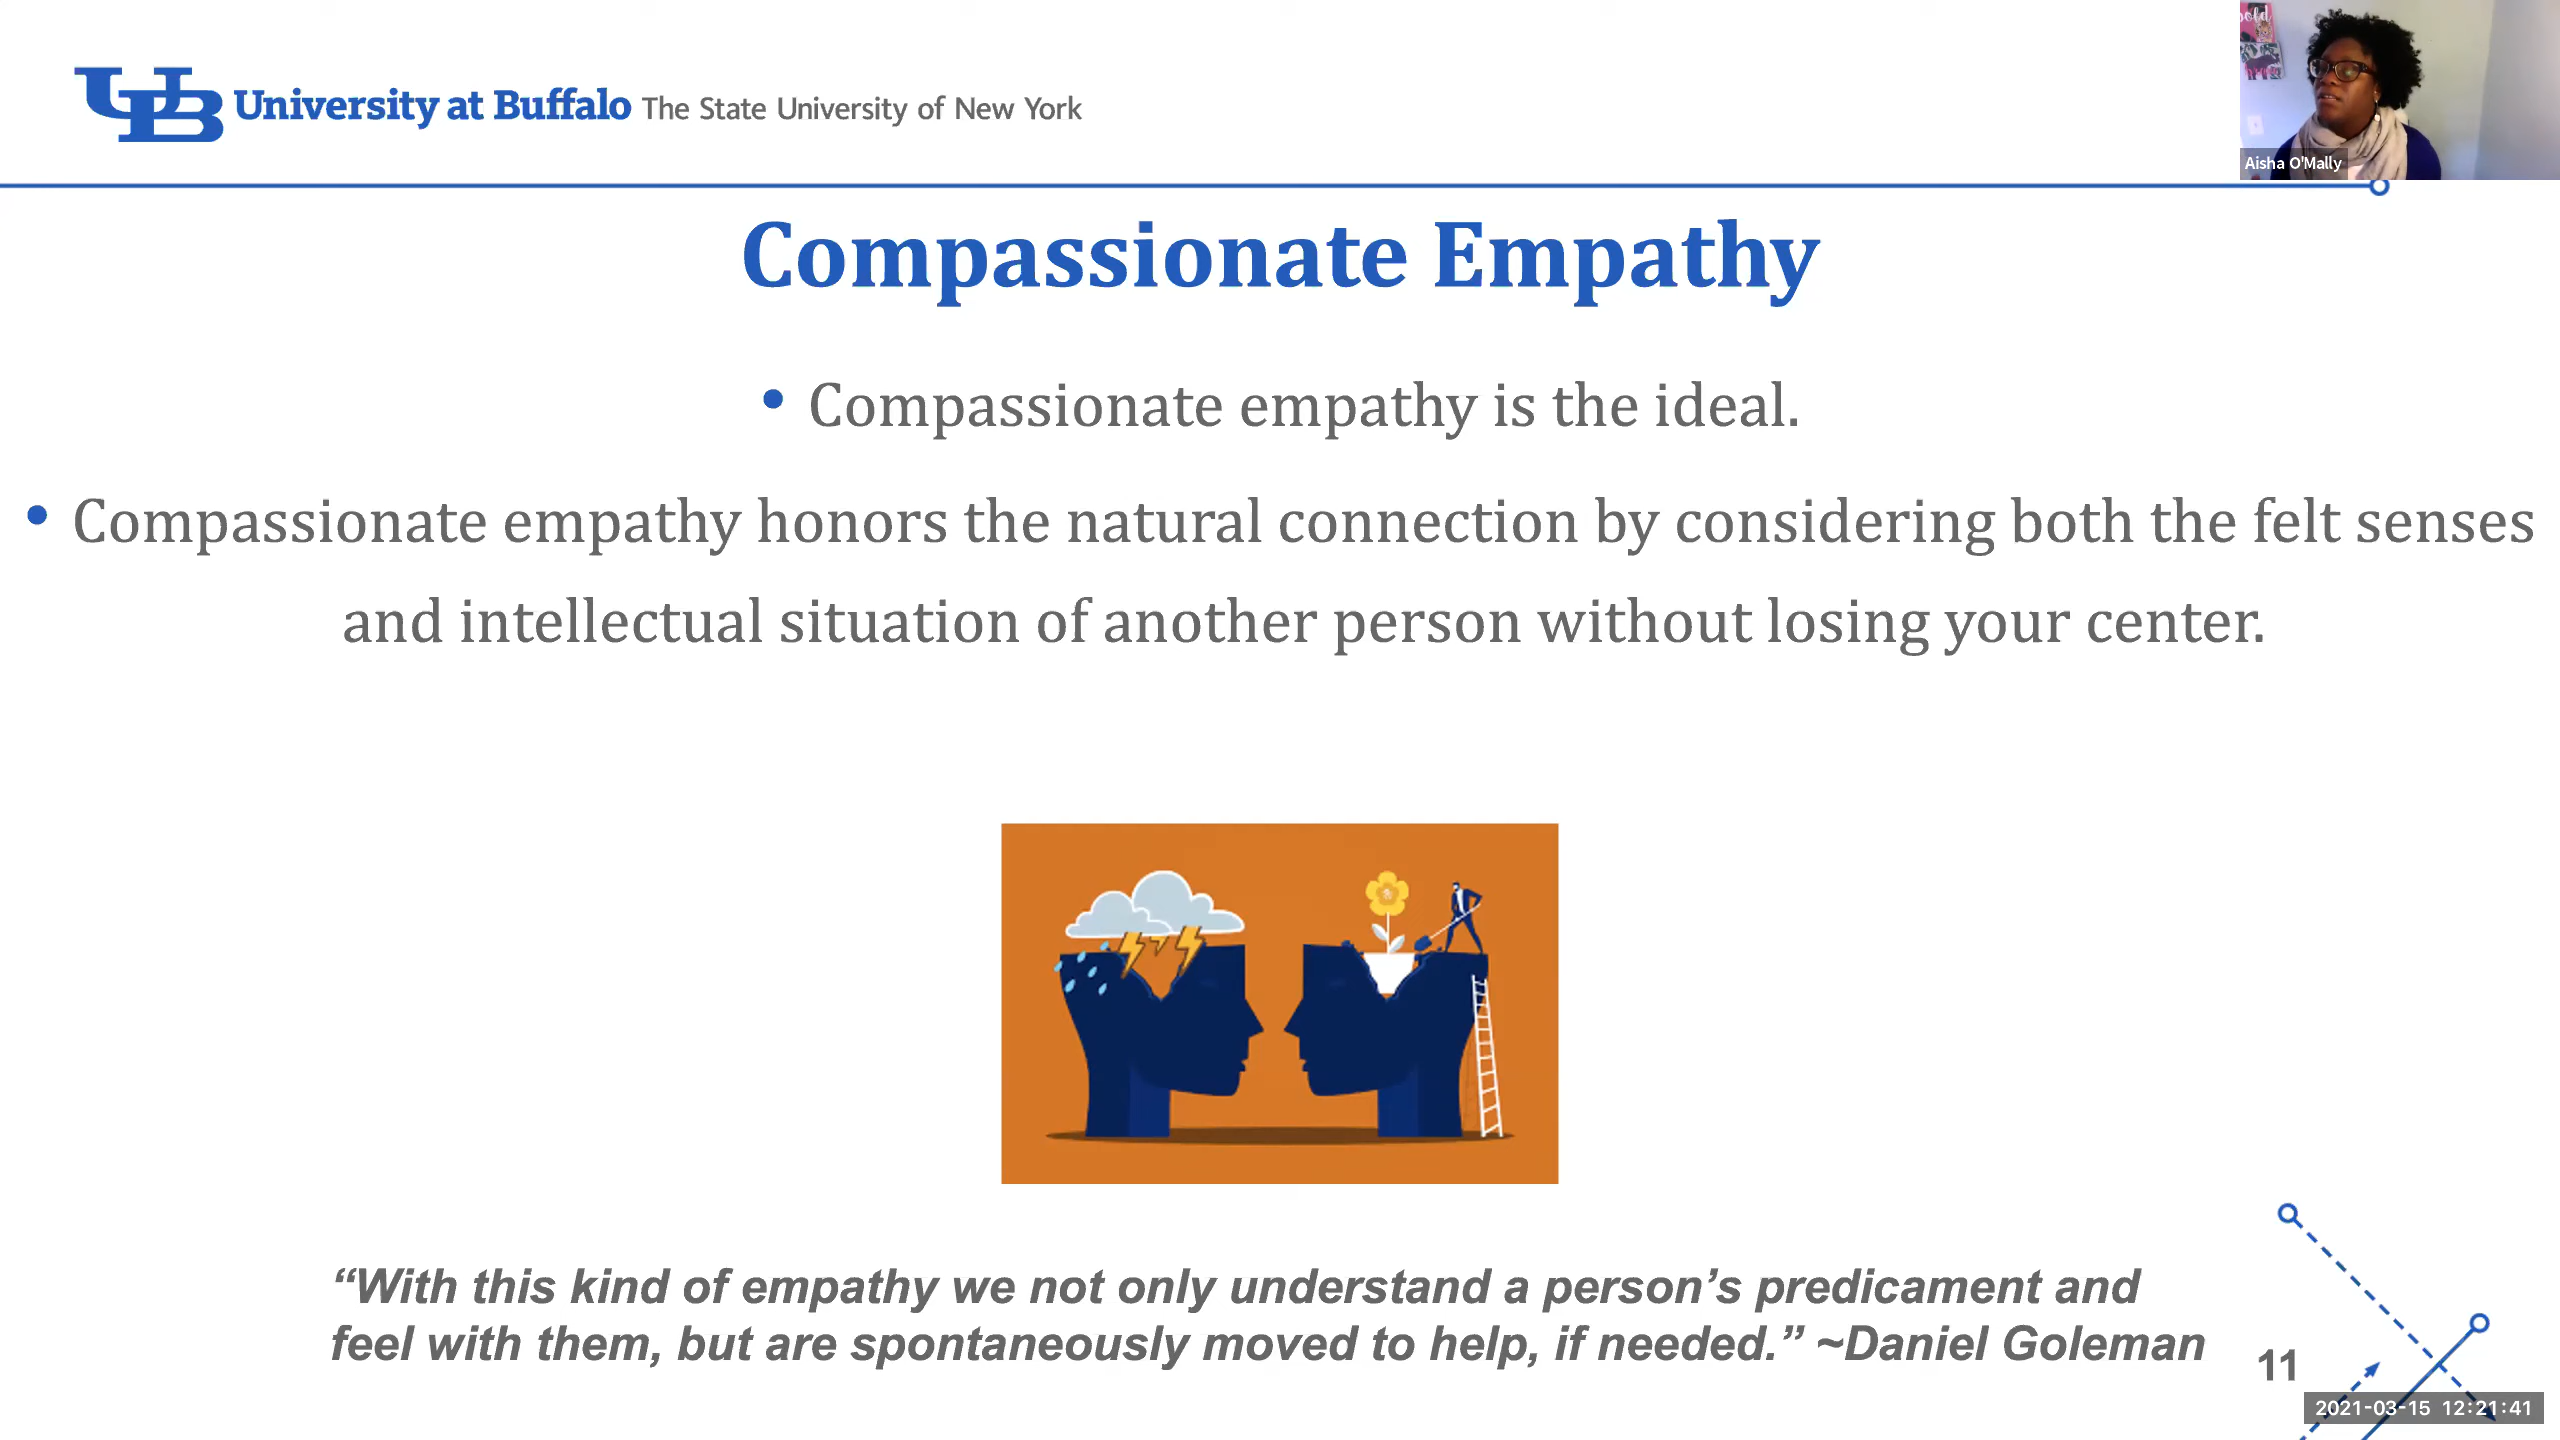 University at Buffalo The State University of New York
Aisha O'Mally
Compassionate Empathy
• Compassionate empathy is the ideal.
• Compassionate empathy honors the natural connection by considering both the felt senses
and intellectual situation of another person without losing your center.
“With this kind of empathy we not only understand a person’s predicament and
feel with them, but are spontaneously moved to help, if needed.” ~Daniel Goleman
11
2021-03-15 12:21:41